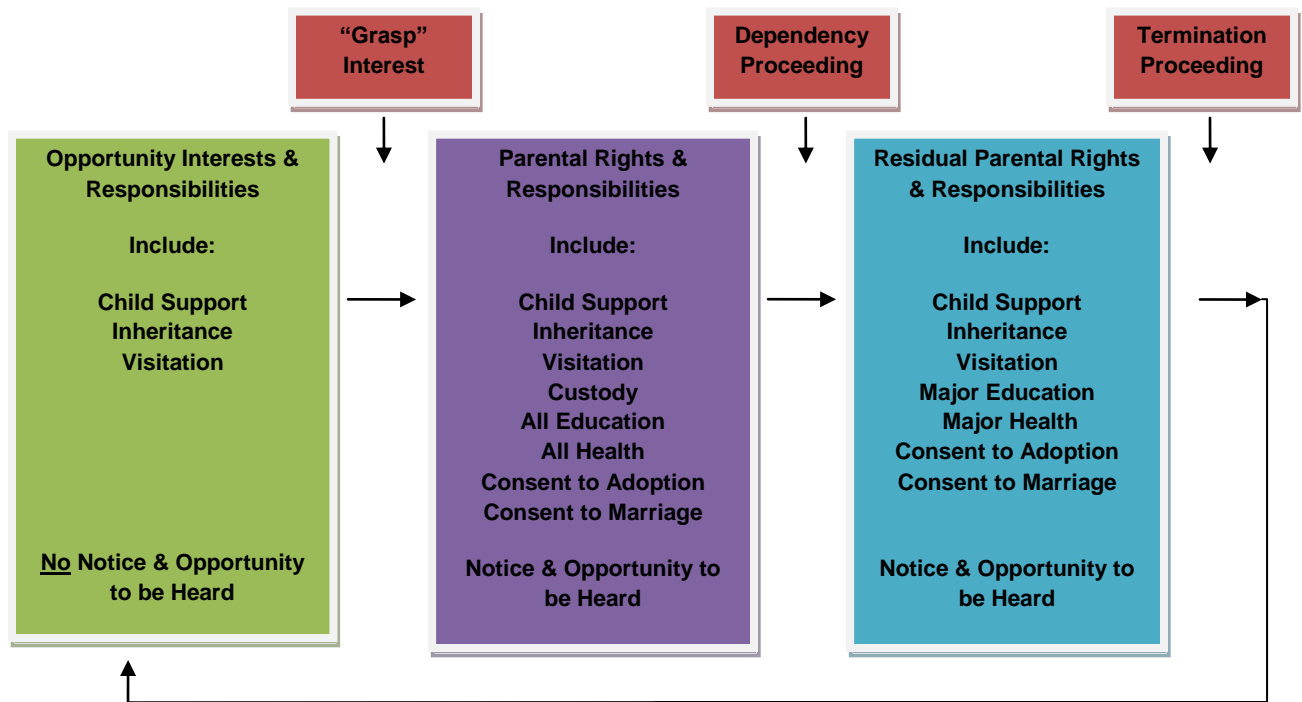 “Grasp”
Interest
Dependency
Proceeding
Termination
Proceeding
Opportunity Interests &
Responsibilities
Include:
Child Support
Inheritance
Visitation
No Notice & Opportunity
to be Heard
Parental Rights &
Responsibilities
Include:
Child Support
Inheritance
Visitation
Custody
All Education
All Health
Consent to Adoption
Consent to Marriage
Notice & Opportunity to
be Heard
Residual Parental Rights
& Responsibilities
Include:
Child Support
Inheritance
Visitation
Major Education
Major Health
Consent to Adoption
Consent to Marriage
Notice & Opportunity to
be Heard